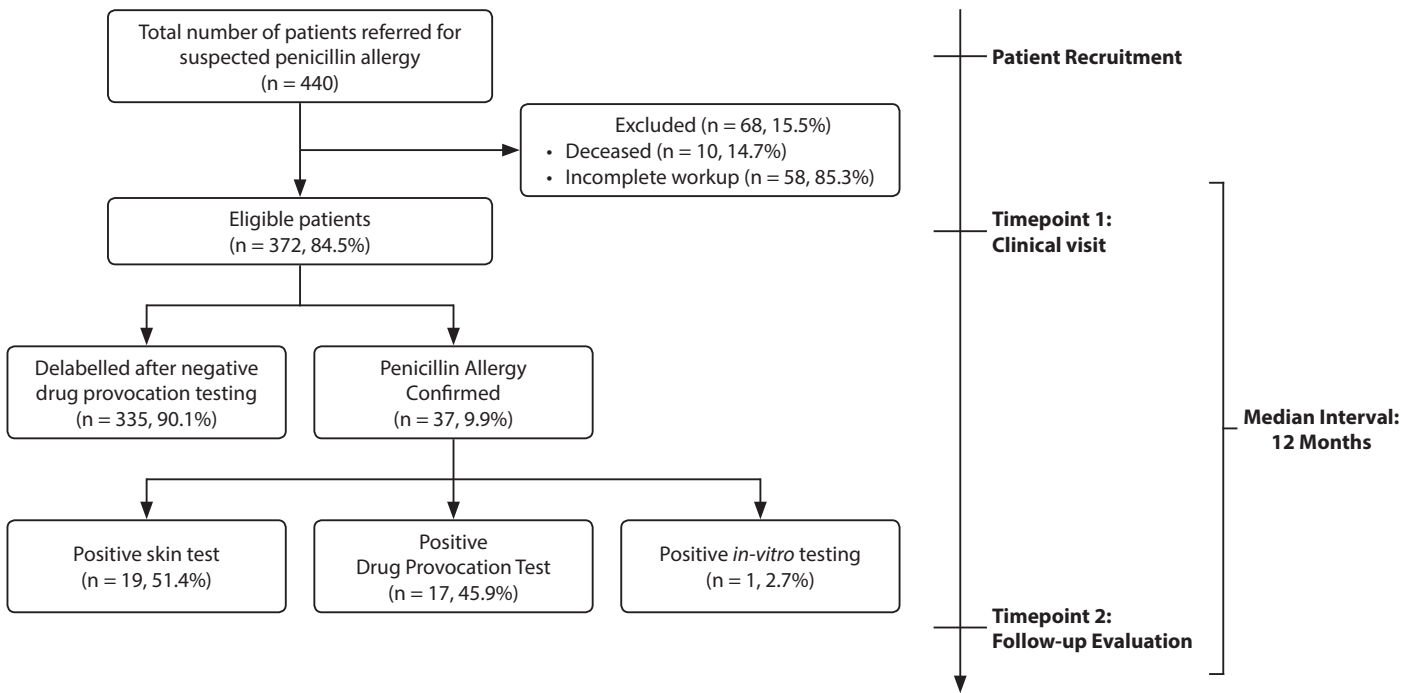 Total number of patients referred for
suspected penicillin allergy
(n = 440)
Excluded (n = 68, 15.5%)
• Deceased (n = 10, 14.7%)
• Incomplete workup (n = 58, 85.3%)
Eligible patients
(n = 372, 84.5%)
Delabelled after negative
drug provocation testing
(n = 335, 90.1%)
Penicillin Allergy
Confirmed
(n = 37, 9.9%)
Positive skin test
(n = 19, 51.4%)
Positive
Drug Provocation Test
(n = 17, 45.9%)
Positive in-vitro testing
(n = 1, 2.7%)
Patient Recruitment
Timepoint 1:
Clinical visit
Median Interval:
12 Months
Timepoint 2:
Follow-up Evaluation